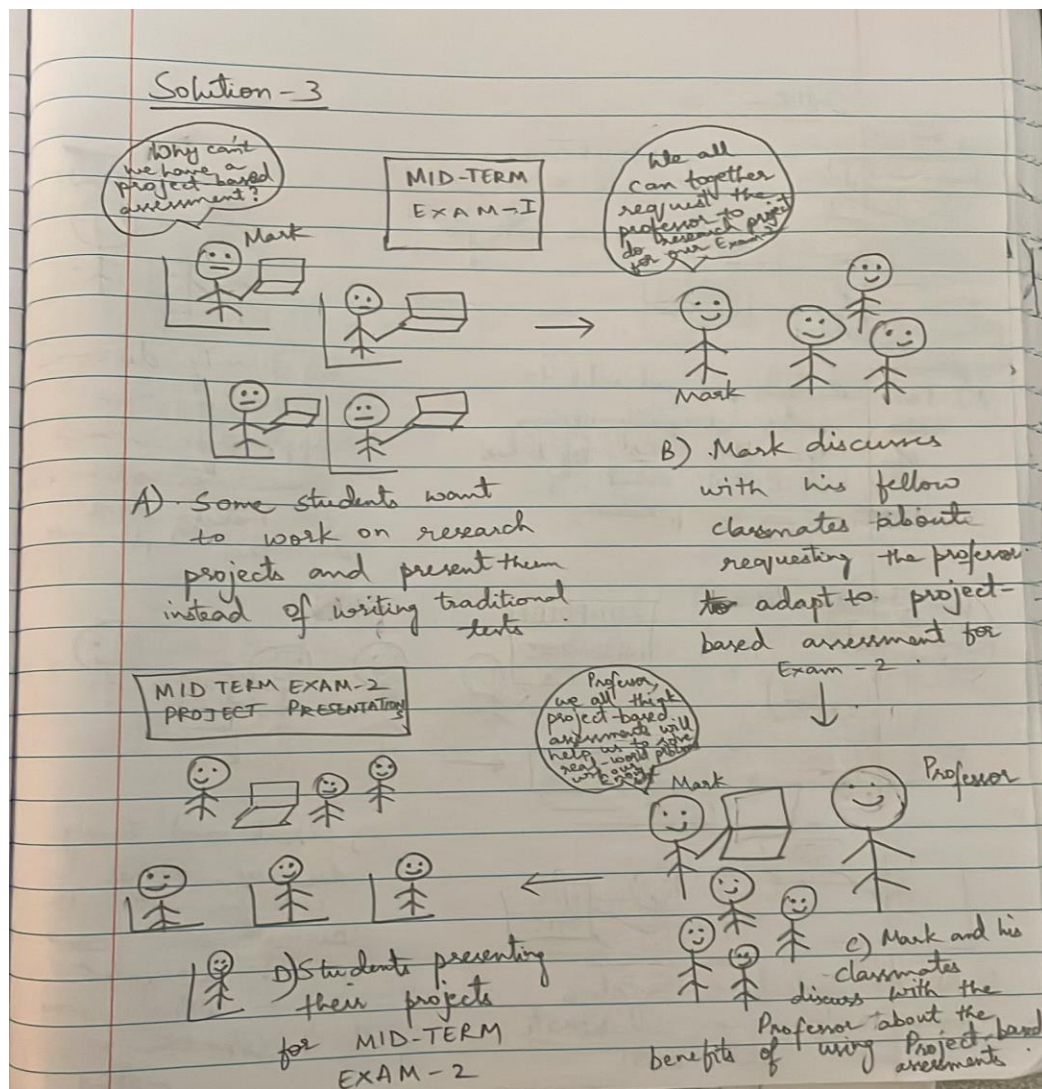 Solution - 3
Why can't
we have a
project based
assessment?
Mark
MID-TERM
EXAM-I
We all
can together
request the
professor to
do research project
for our Exam-2
Mark
A) Some students want
to work on research
projects and present them
instead of writing traditional
tests.
B) Mark discusses
with his fellow
classmates about
requesting the professor
to adapt to project-
based assessment for
Exam - 2.
Professor,
we all think
project-based
assessments will
help us to solve
real-world
Mark
Professor
C) Mark and his
classmates
discuss with the
Professor about the
benefits of using Project-based
assessments.
MID TERM EXAM-2
PROJECT PRESENTATIONS
D) Students presenting
their projects
for MID-TERM
EXAM-2